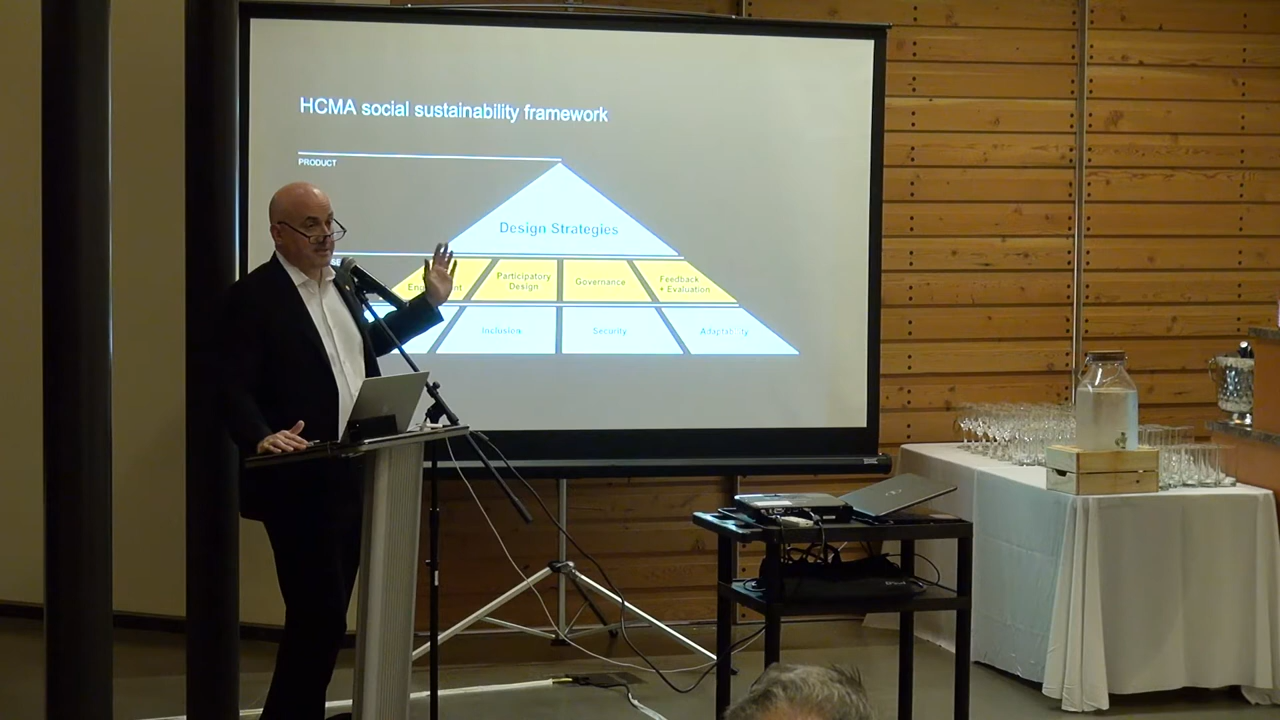 HCMA social sustainability framework
PRODUCT
Design Strategies
Participatory
Design
Governance
Feedback
+ Evaluation
Inclusion
Security
Adaptability